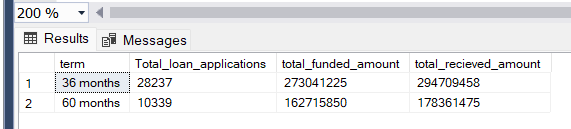 200 %
Results Messages
term Total_loan_applications total_funded_amount total_recieved_amount
1 36 months 28237 273041225 294709458
2 60 months 10339 162715850 178361475